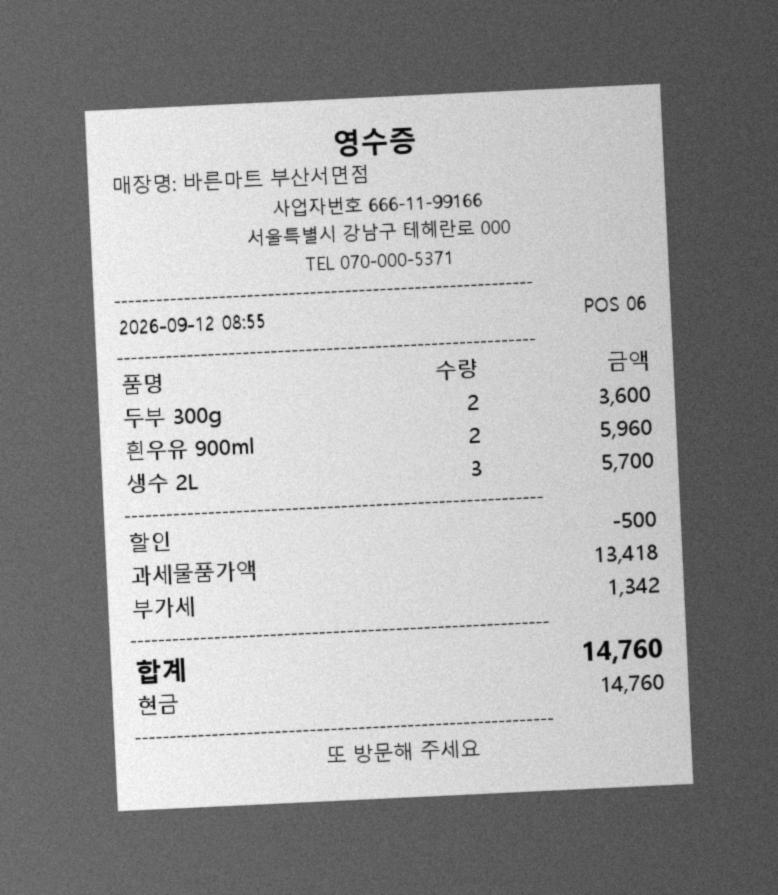 영수증
매장명: 바른마트 부산서면점
사업자번호 666-11-99166
서울특별시 강남구 테헤란로 000
TEL 070-000-5371
--------------------------------------------------------
2026-09-12 08:55 POS 06
--------------------------------------------------------
품명 수량 금액
두부 300g 2 3,600
흰우유 900ml 2 5,960
생수 2L 3 5,700
--------------------------------------------------------
할인 -500
과세물품가액 13,418
부가세 1,342
--------------------------------------------------------
합계 14,760
현금 14,760
--------------------------------------------------------
또 방문해 주세요